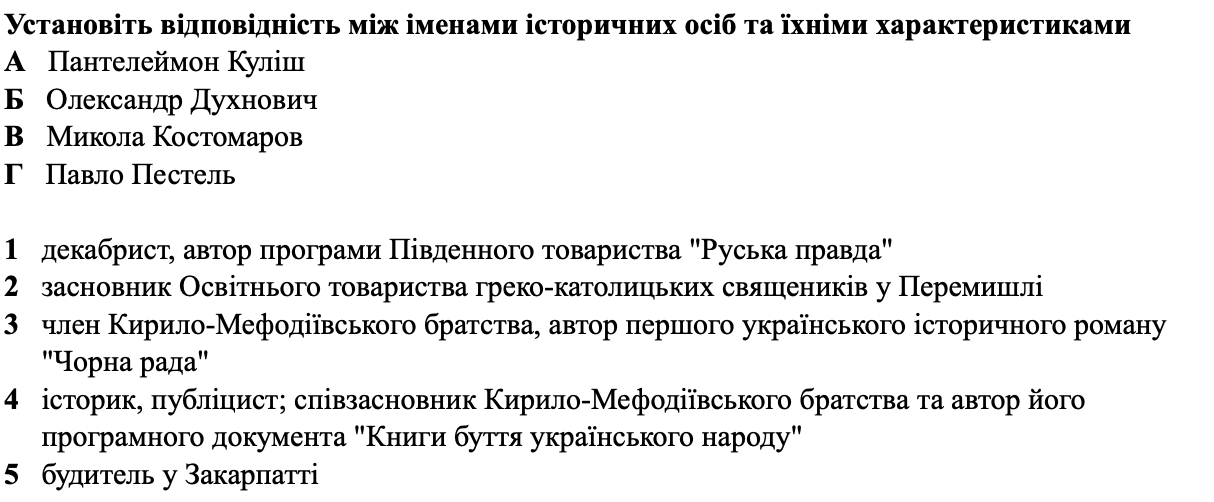 Установіть відповідність між іменами історичних осіб та їхніми характеристиками
А Пантелеймон Куліш
Б Олександр Духнович
В Микола Костомаров
Г Павло Пестель
1 декабрист, автор програми Південного товариства "Руська правда"
2 засновник Освітнього товариства греко-католицьких священиків у Перемишлі
3 член Кирило-Мефодіївського братства, автор першого українського історичного роману
"Чорна рада"
4 історик, публіцист; співзасновник Кирило-Мефодіївського братства та автор його
програмного документа "Книги буття українського народу"
5 будитель у Закарпатті